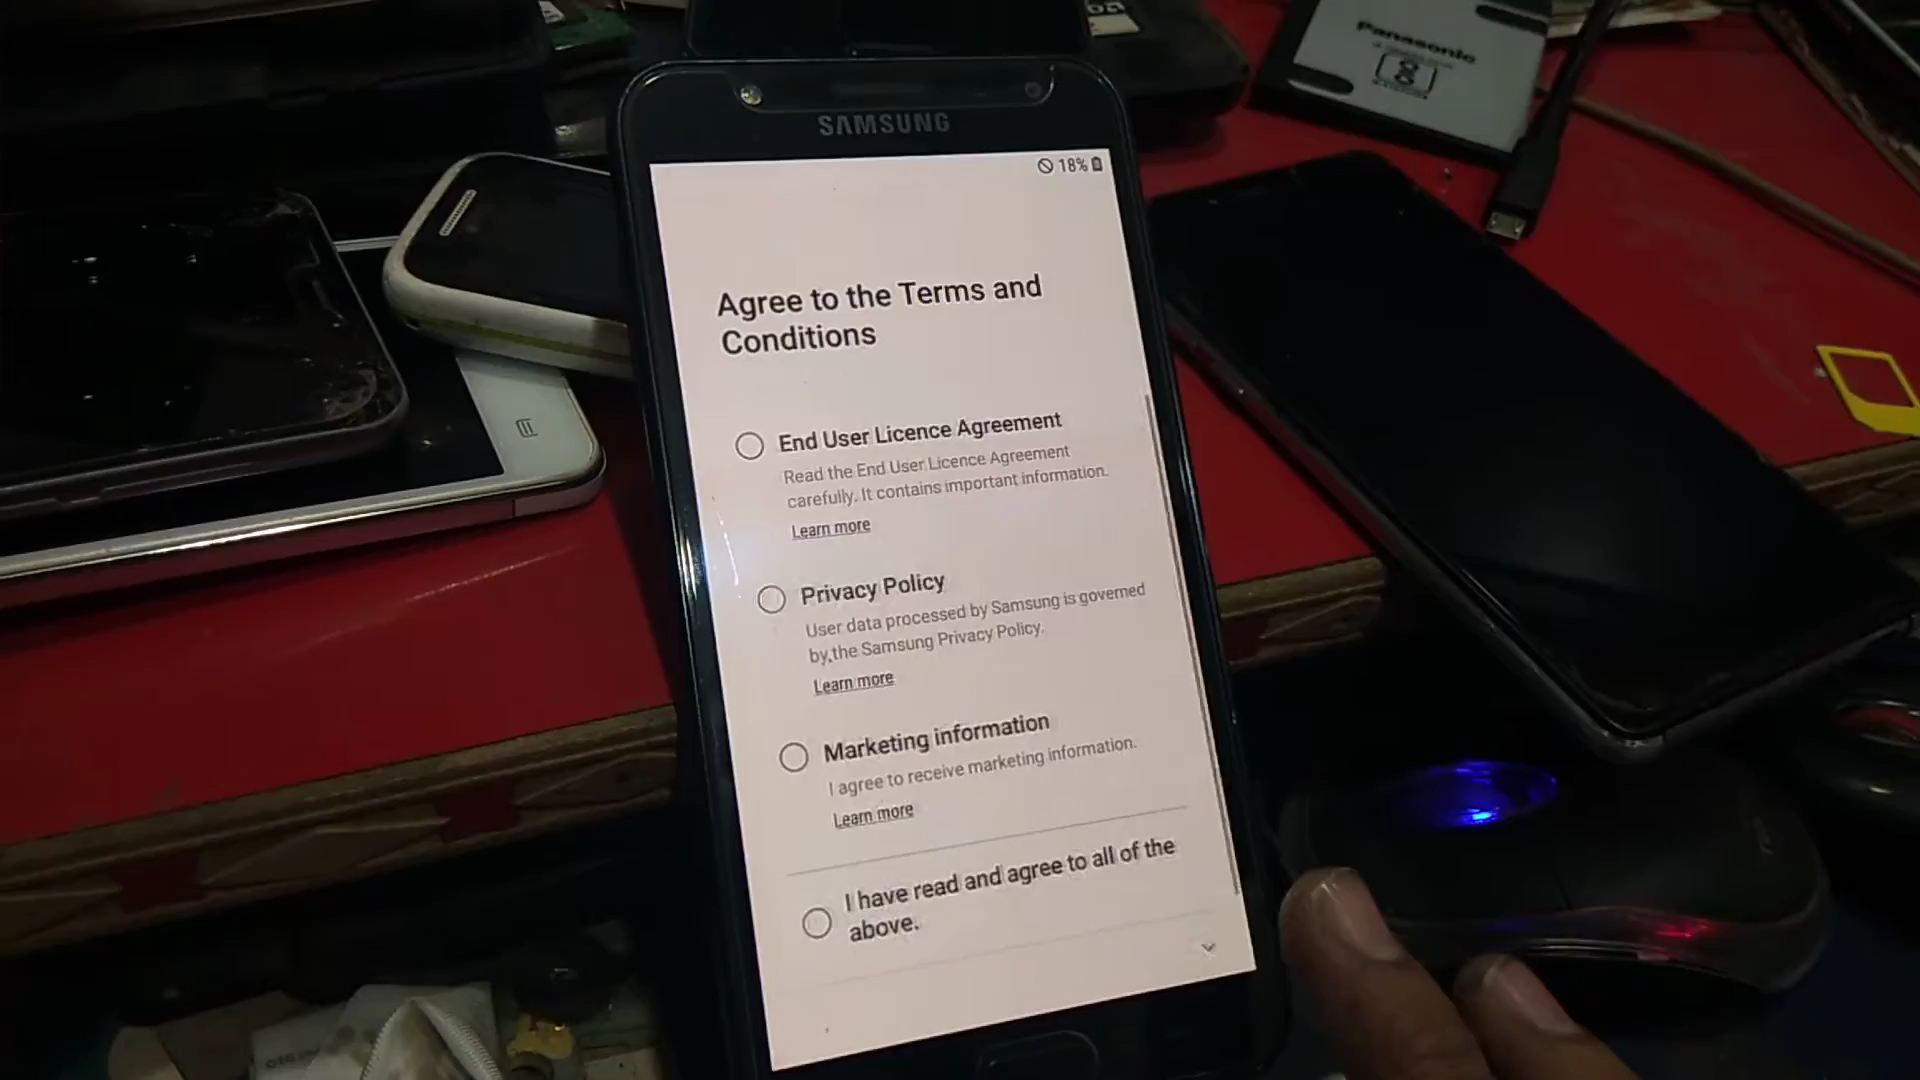 Panasonic
SAMSUNG
18%
Agree to the Terms and
Conditions
End User Licence Agreement
Read the End User Licence Agreement
carefully. It contains important information.
Learn more
Privacy Policy
User data processed by Samsung is governed
by the Samsung Privacy Policy.
Learn more
Marketing information
I agree to receive marketing information.
Learn more
I have read and agree to all of the
above.